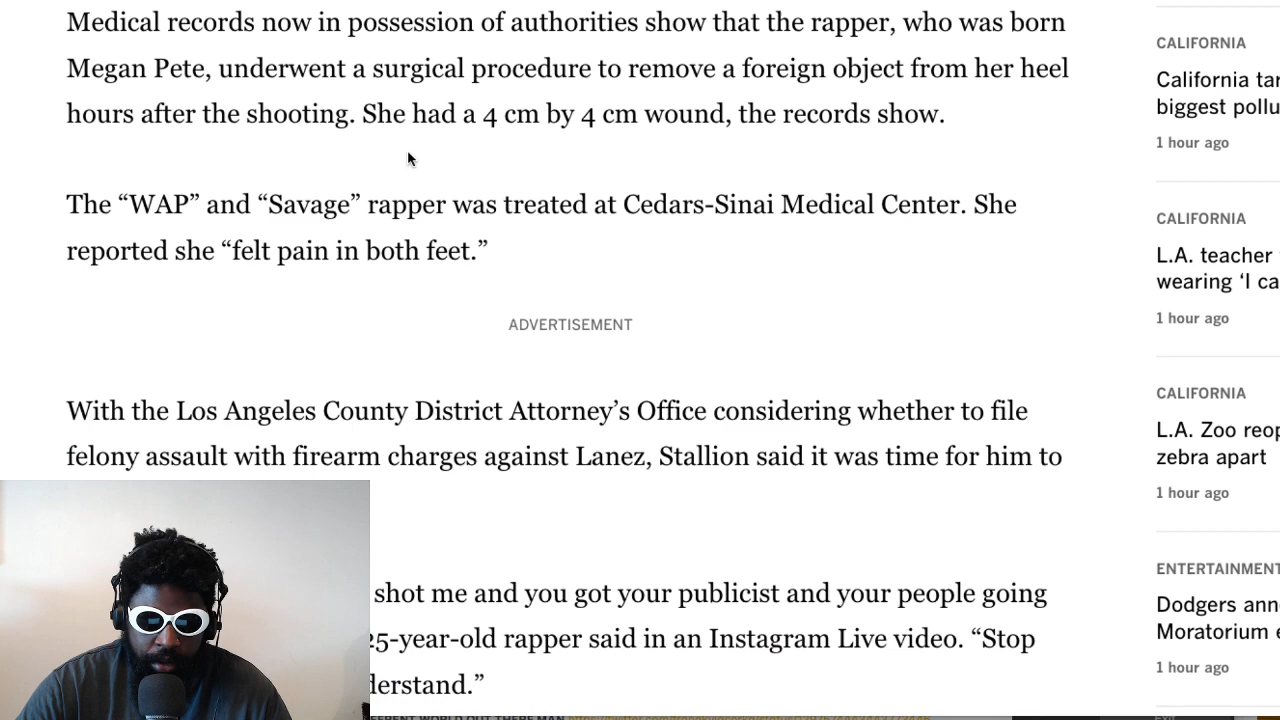 Medical records now in possession of authorities show that the rapper, who was born
Megan Pete, underwent a surgical procedure to remove a foreign object from her heel
hours after the shooting. She had a 4 cm by 4 cm wound, the records show.
The “WAP” and “Savage” rapper was treated at Cedars-Sinai Medical Center. She
reported she “felt pain in both feet.”
ADVERTISEMENT
With the Los Angeles County District Attorney’s Office considering whether to file
felony assault with firearm charges against Lanez, Stallion said it was time for him to
shot me and you got your publicist and your people going
25-year-old rapper said in an Instagram Live video. “Stop
derstand.”
CALIFORNIA
California tar
biggest pollu
1 hour ago
CALIFORNIA
L.A. teacher
wearing ‘I ca
1 hour ago
CALIFORNIA
L.A. Zoo reop
zebra apart
1 hour ago
ENTERTAINMENT
Dodgers ann
Moratorium
1 hour ago